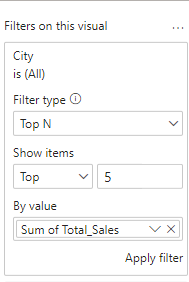 Filters on this visual ...
City
is (All)
Filter type
Top N
Show items
Top 5
By value
Sum of Total_Sales
Apply filter